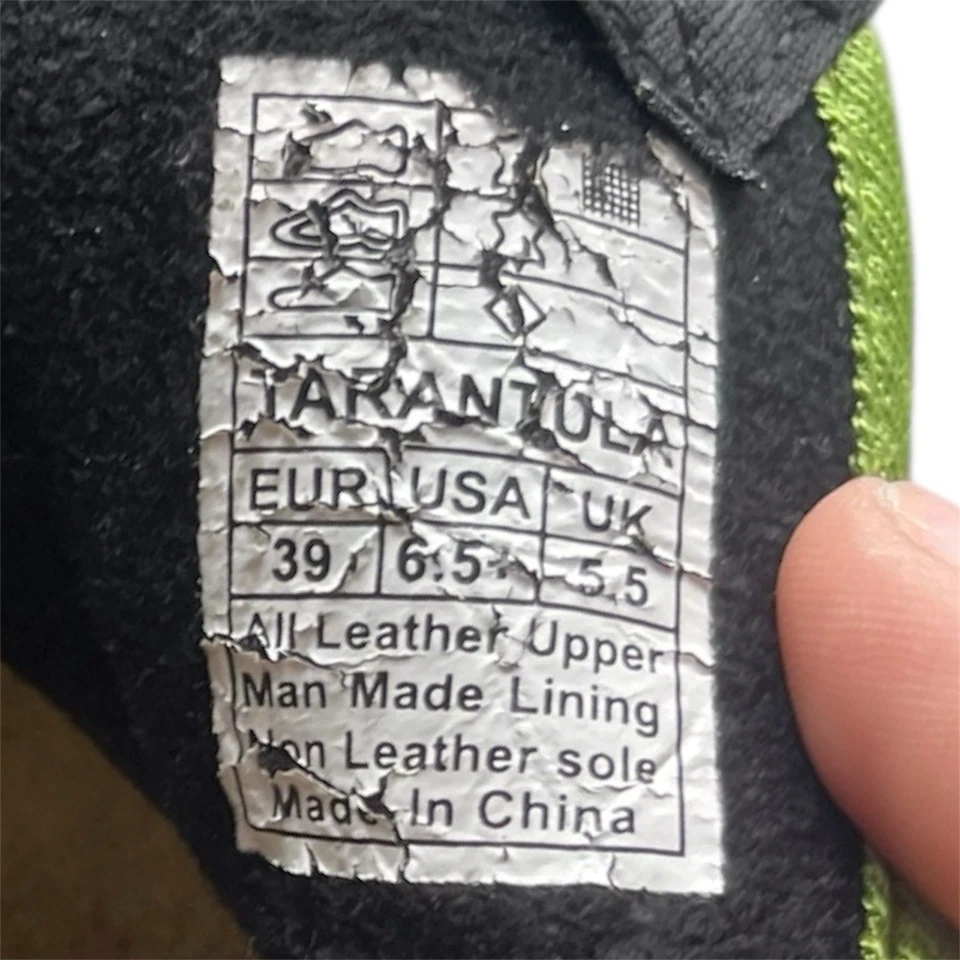 TARANTULA
EUR USA UK
39 6.5 5.5
All Leather Upper
Man Made Lining
Non Leather sole
Made In China